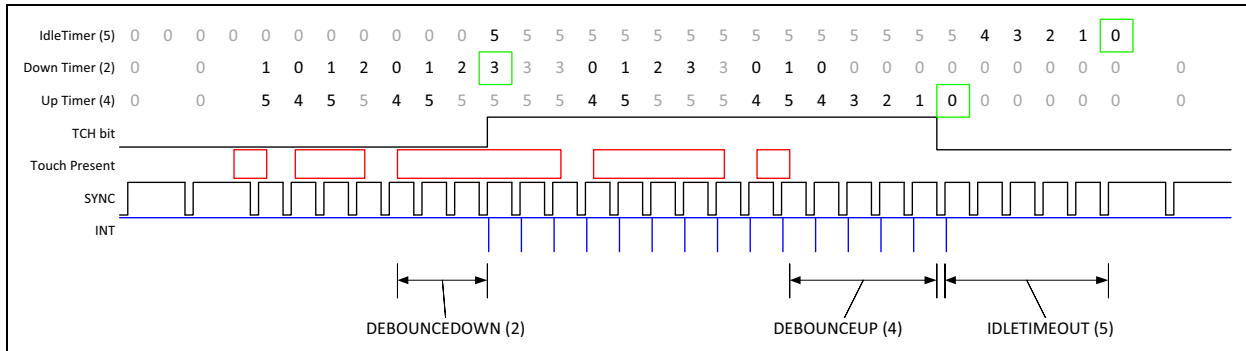 IdleTimer (5) 0 0 0 0 0 0 0 0 0 0 0 5 5 5 5 5 5 5 5 5 5 5 5 5 5 5 4 3 2 1 0
Down Timer (2) 0 0 1 0 1 2 0 1 2 3 3 3 0 1 2 3 3 0 1 0 0 0 0 0 0 0 0 0 0 0
Up Timer (4) 0 0 5 4 5 5 4 5 5 5 5 5 4 5 5 5 5 4 5 4 3 2 1 0 0 0 0 0 0 0
TCH bit
Touch Present
SYNC
INT
DEBOUNCEDOWN (2) DEBOUNCEUP (4) IDLETIMEOUT (5)